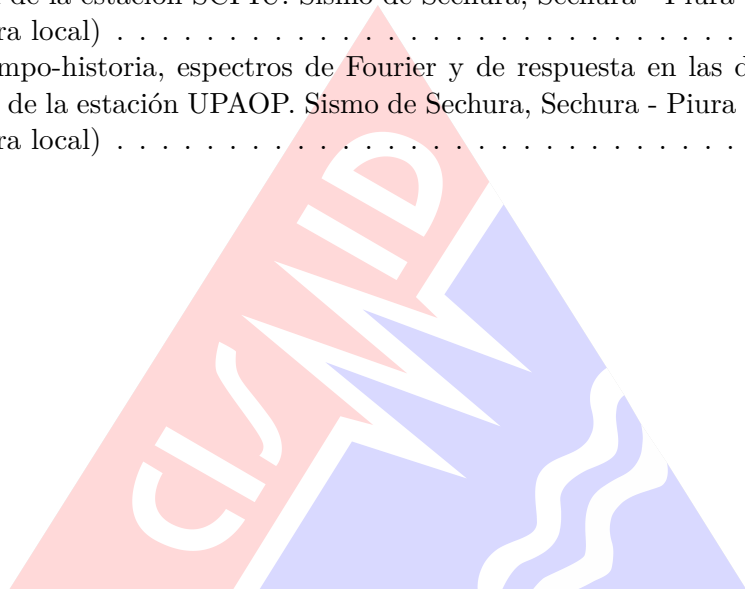 de la estación SCPIU. Sismo de Sechura, Sechura - Piura
ra local) . . . . . . . . . . . . . . . . . . . . . . . . . . . .
mpo-historia, espectros de Fourier y de respuesta en las d
de la estación UPAOP. Sismo de Sechura, Sechura - Piura
ra local) . . . . . . . . . . . . . . . . . . . . . . . . . . . .
CISMID